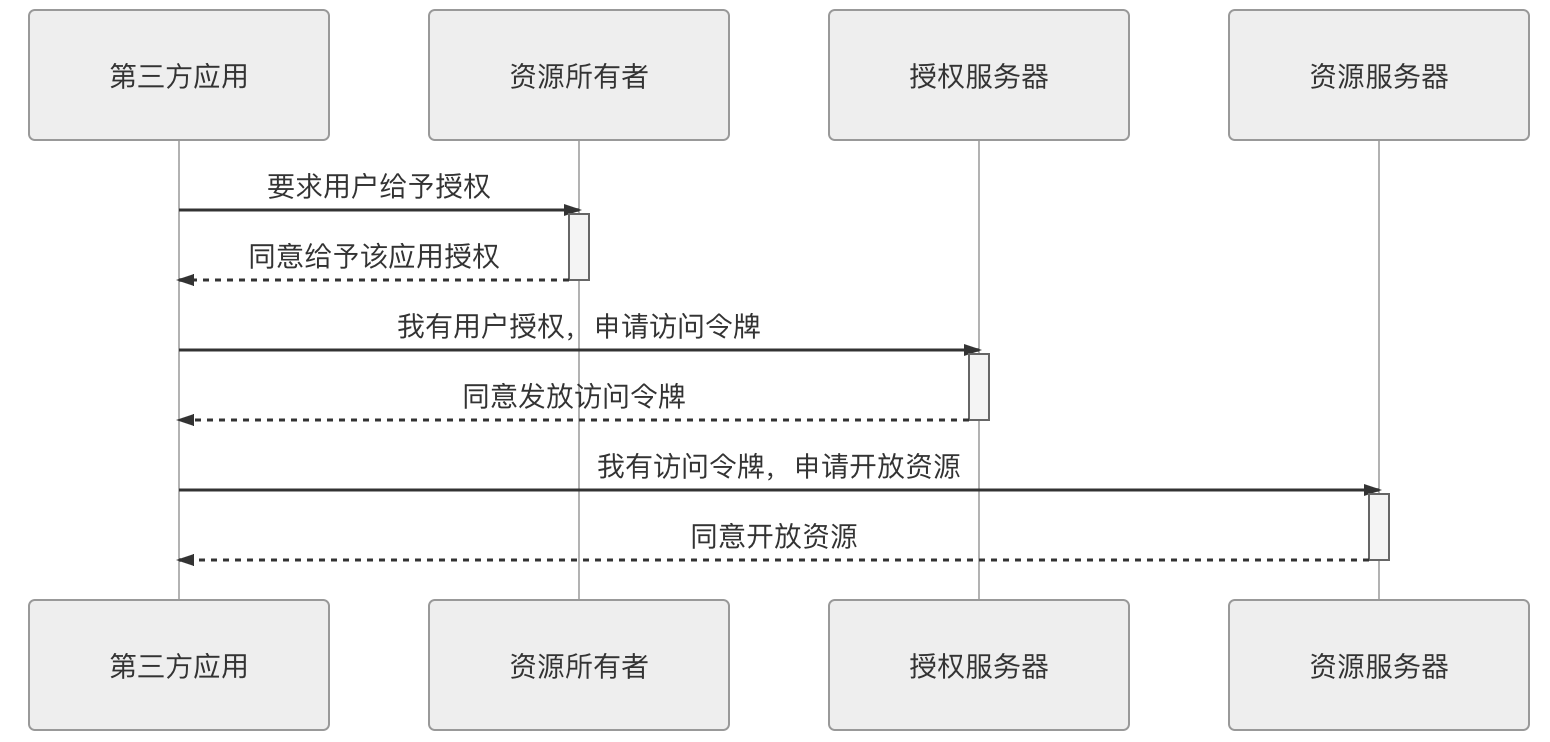 第三方应用
资源所有者
授权服务器
资源服务器
要求用户给予授权
同意给予该应用授权
我有用户授权，申请访问令牌
同意发放访问令牌
我有访问令牌，申请开放资源
同意开放资源
第三方应用
资源所有者
授权服务器
资源服务器